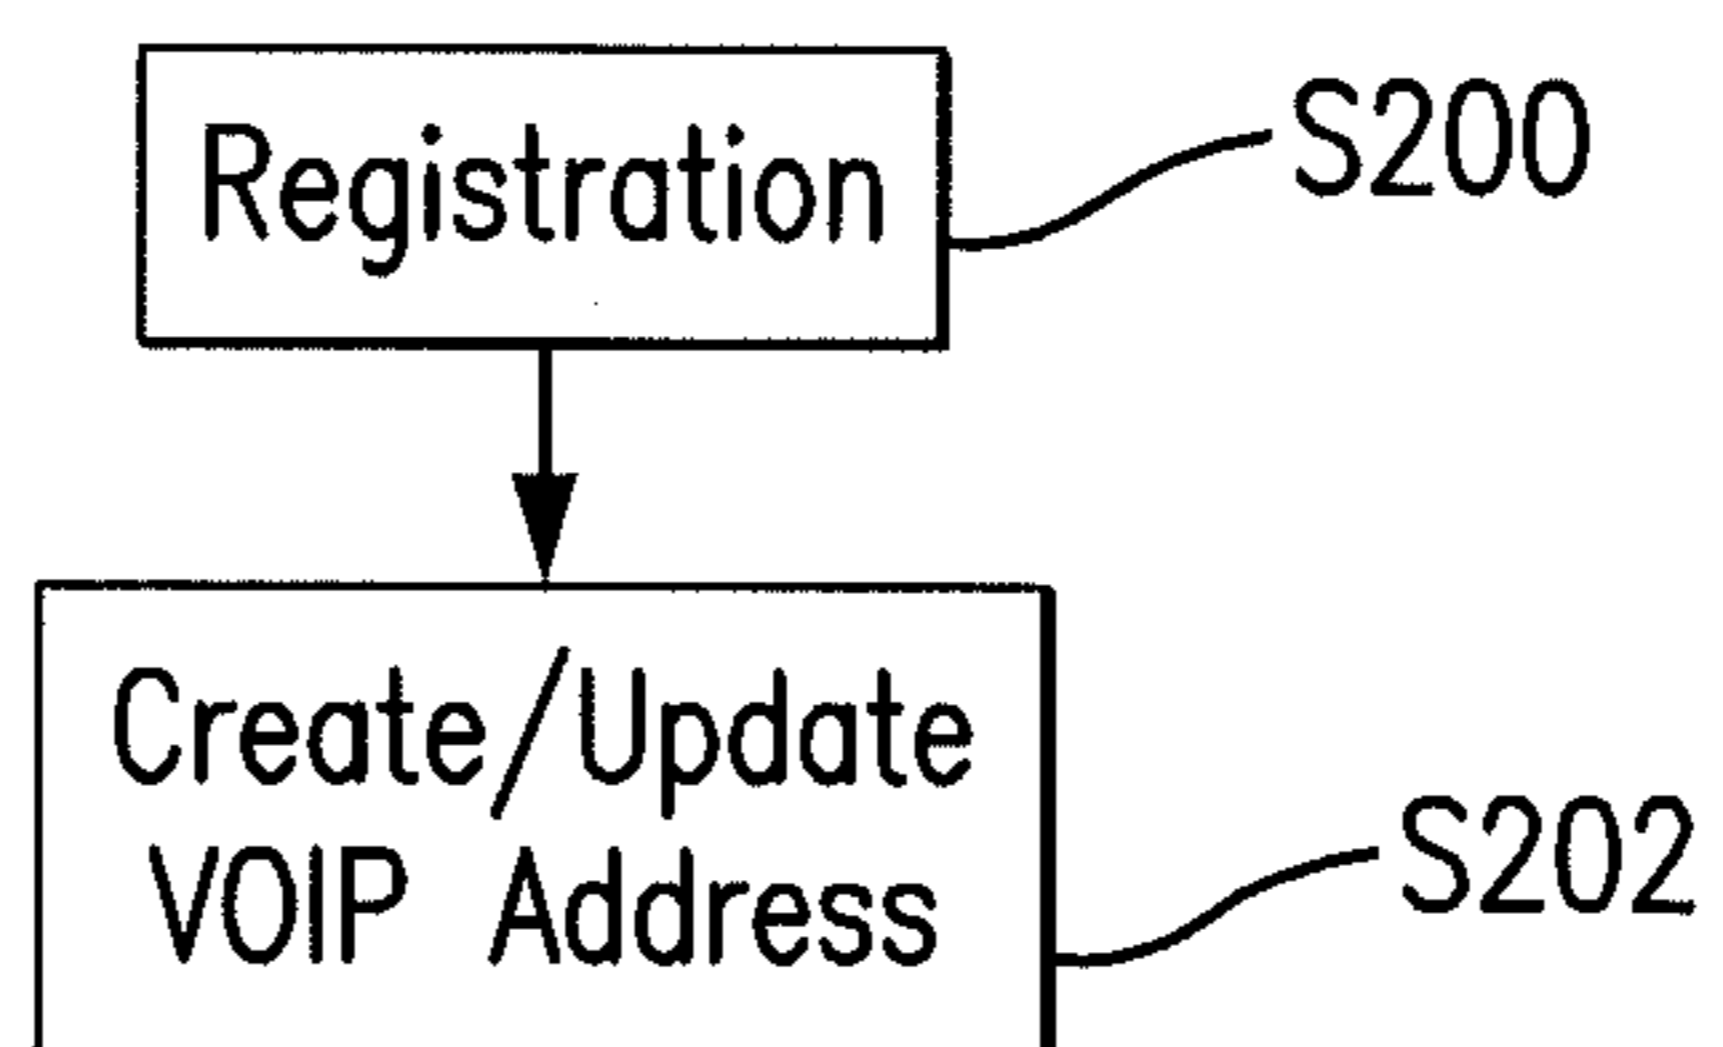 Registration
S200
Create/Update
VOIP Address
S202